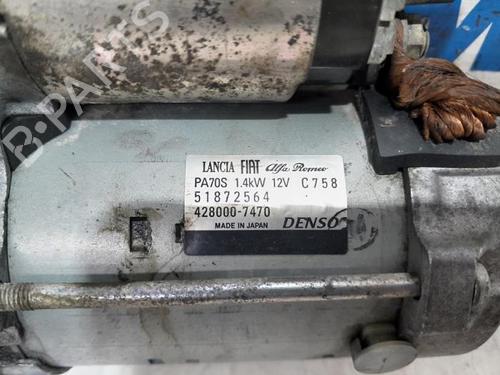 B-PARTS
LANCIA FIAT Alfa Romeo
PA70S 1.4kW 12V C758
51872564
428000-7470
MADE IN JAPAN DENSO